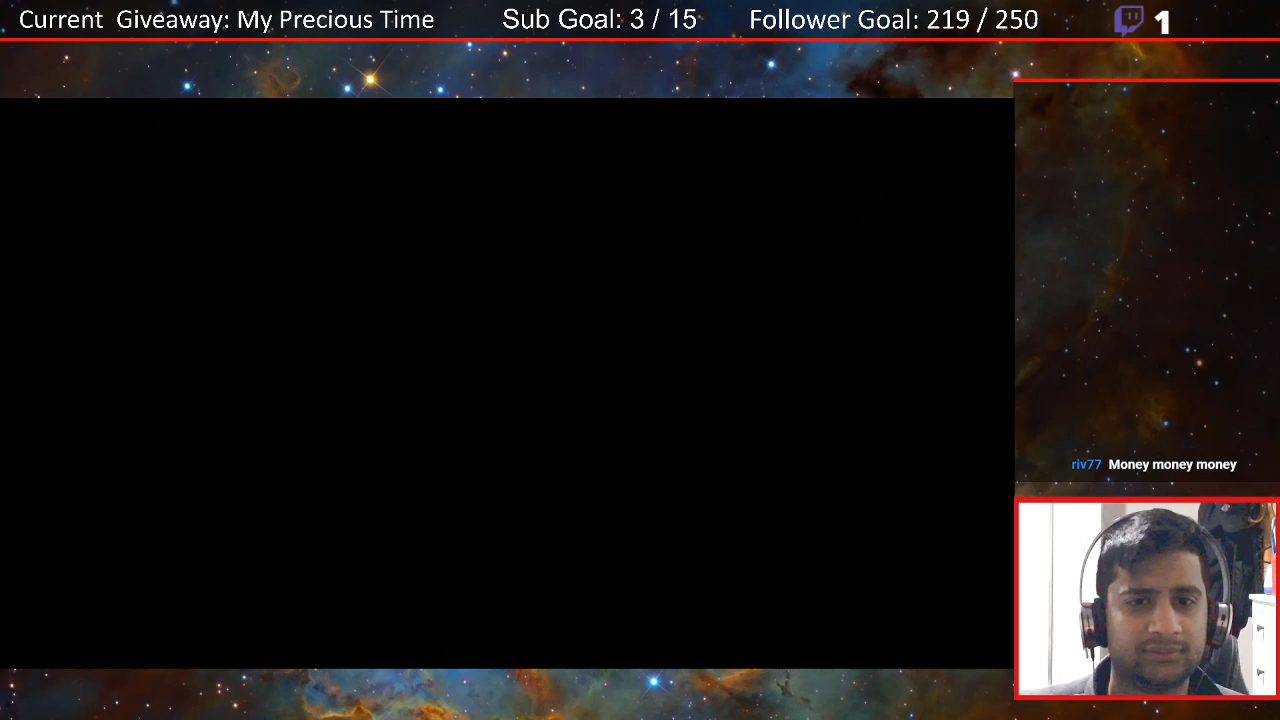 Current  Giveaway: My Precious Time
Sub Goal: 3 / 15
Follower Goal: 219 / 250
1
riv77 Money money money